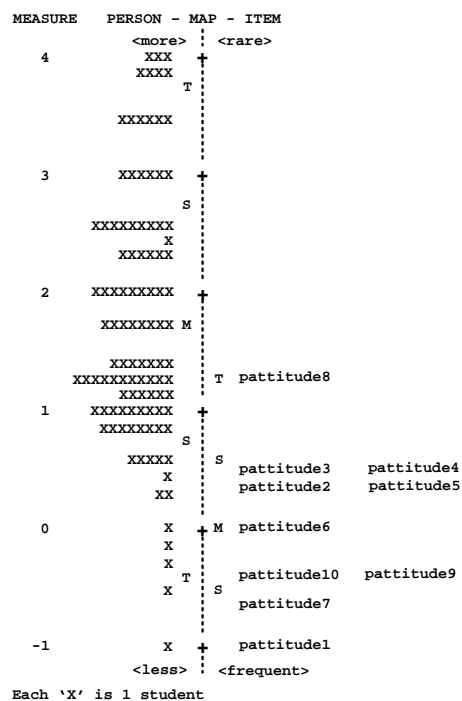 MEASURE PERSON – MAP - ITEM
<more> <rare>
4 XXX +
XXXX
T
XXXXXX
3 XXXXXX +
S
XXXXXXXXX
X
XXXXXX
2 XXXXXXXXX +
XXXXXXXX M
XXXXXXX
XXXXXXXXXXX T pattitude8
XXXXXX
1 XXXXXXXXX +
XXXXXXXX
S
XXXXX S
X pattitude3 pattitude4
XX pattitude2 pattitude5
0 X + M pattitude6
X
X
T pattitude10 pattitude9
X S
pattitude7
-1 X + pattitude1
<less> <frequent>
Each ‘X’ is 1 student